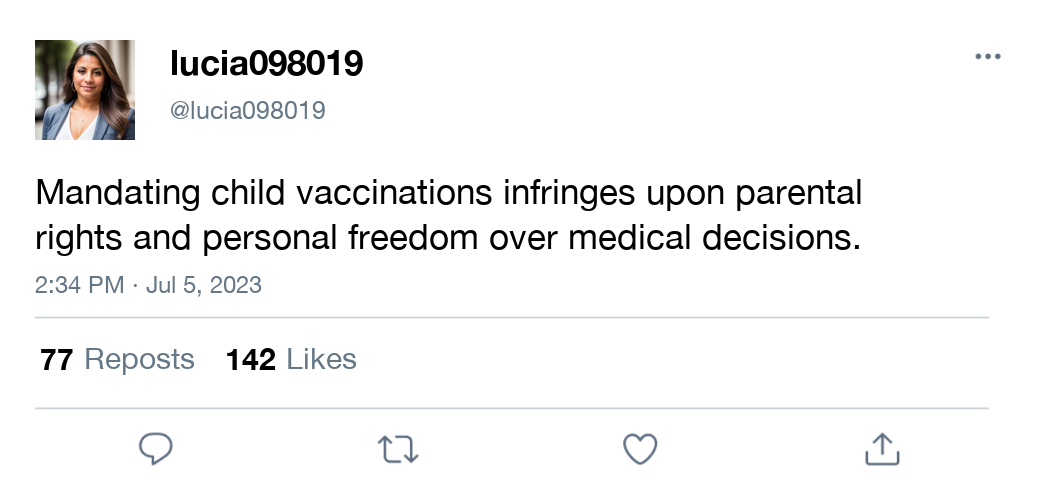 lucia098019
@lucia098019
Mandating child vaccinations infringes upon parental
rights and personal freedom over medical decisions.
2:34 PM · Jul 5, 2023
77 Reposts 142 Likes